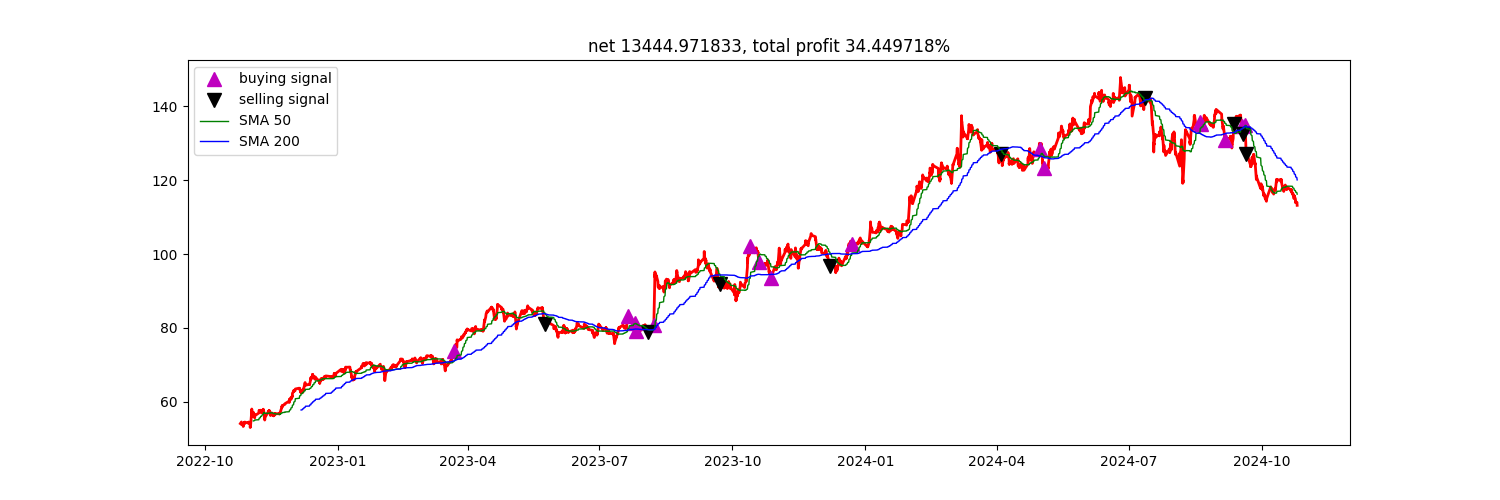 net 13444.971833, total profit 34.449718%
buying signal
selling signal
SMA 50
SMA 200
140
120
100
80
60
2022-10
2023-01
2023-04
2023-07
2023-10
2024-01
2024-04
2024-07
2024-10